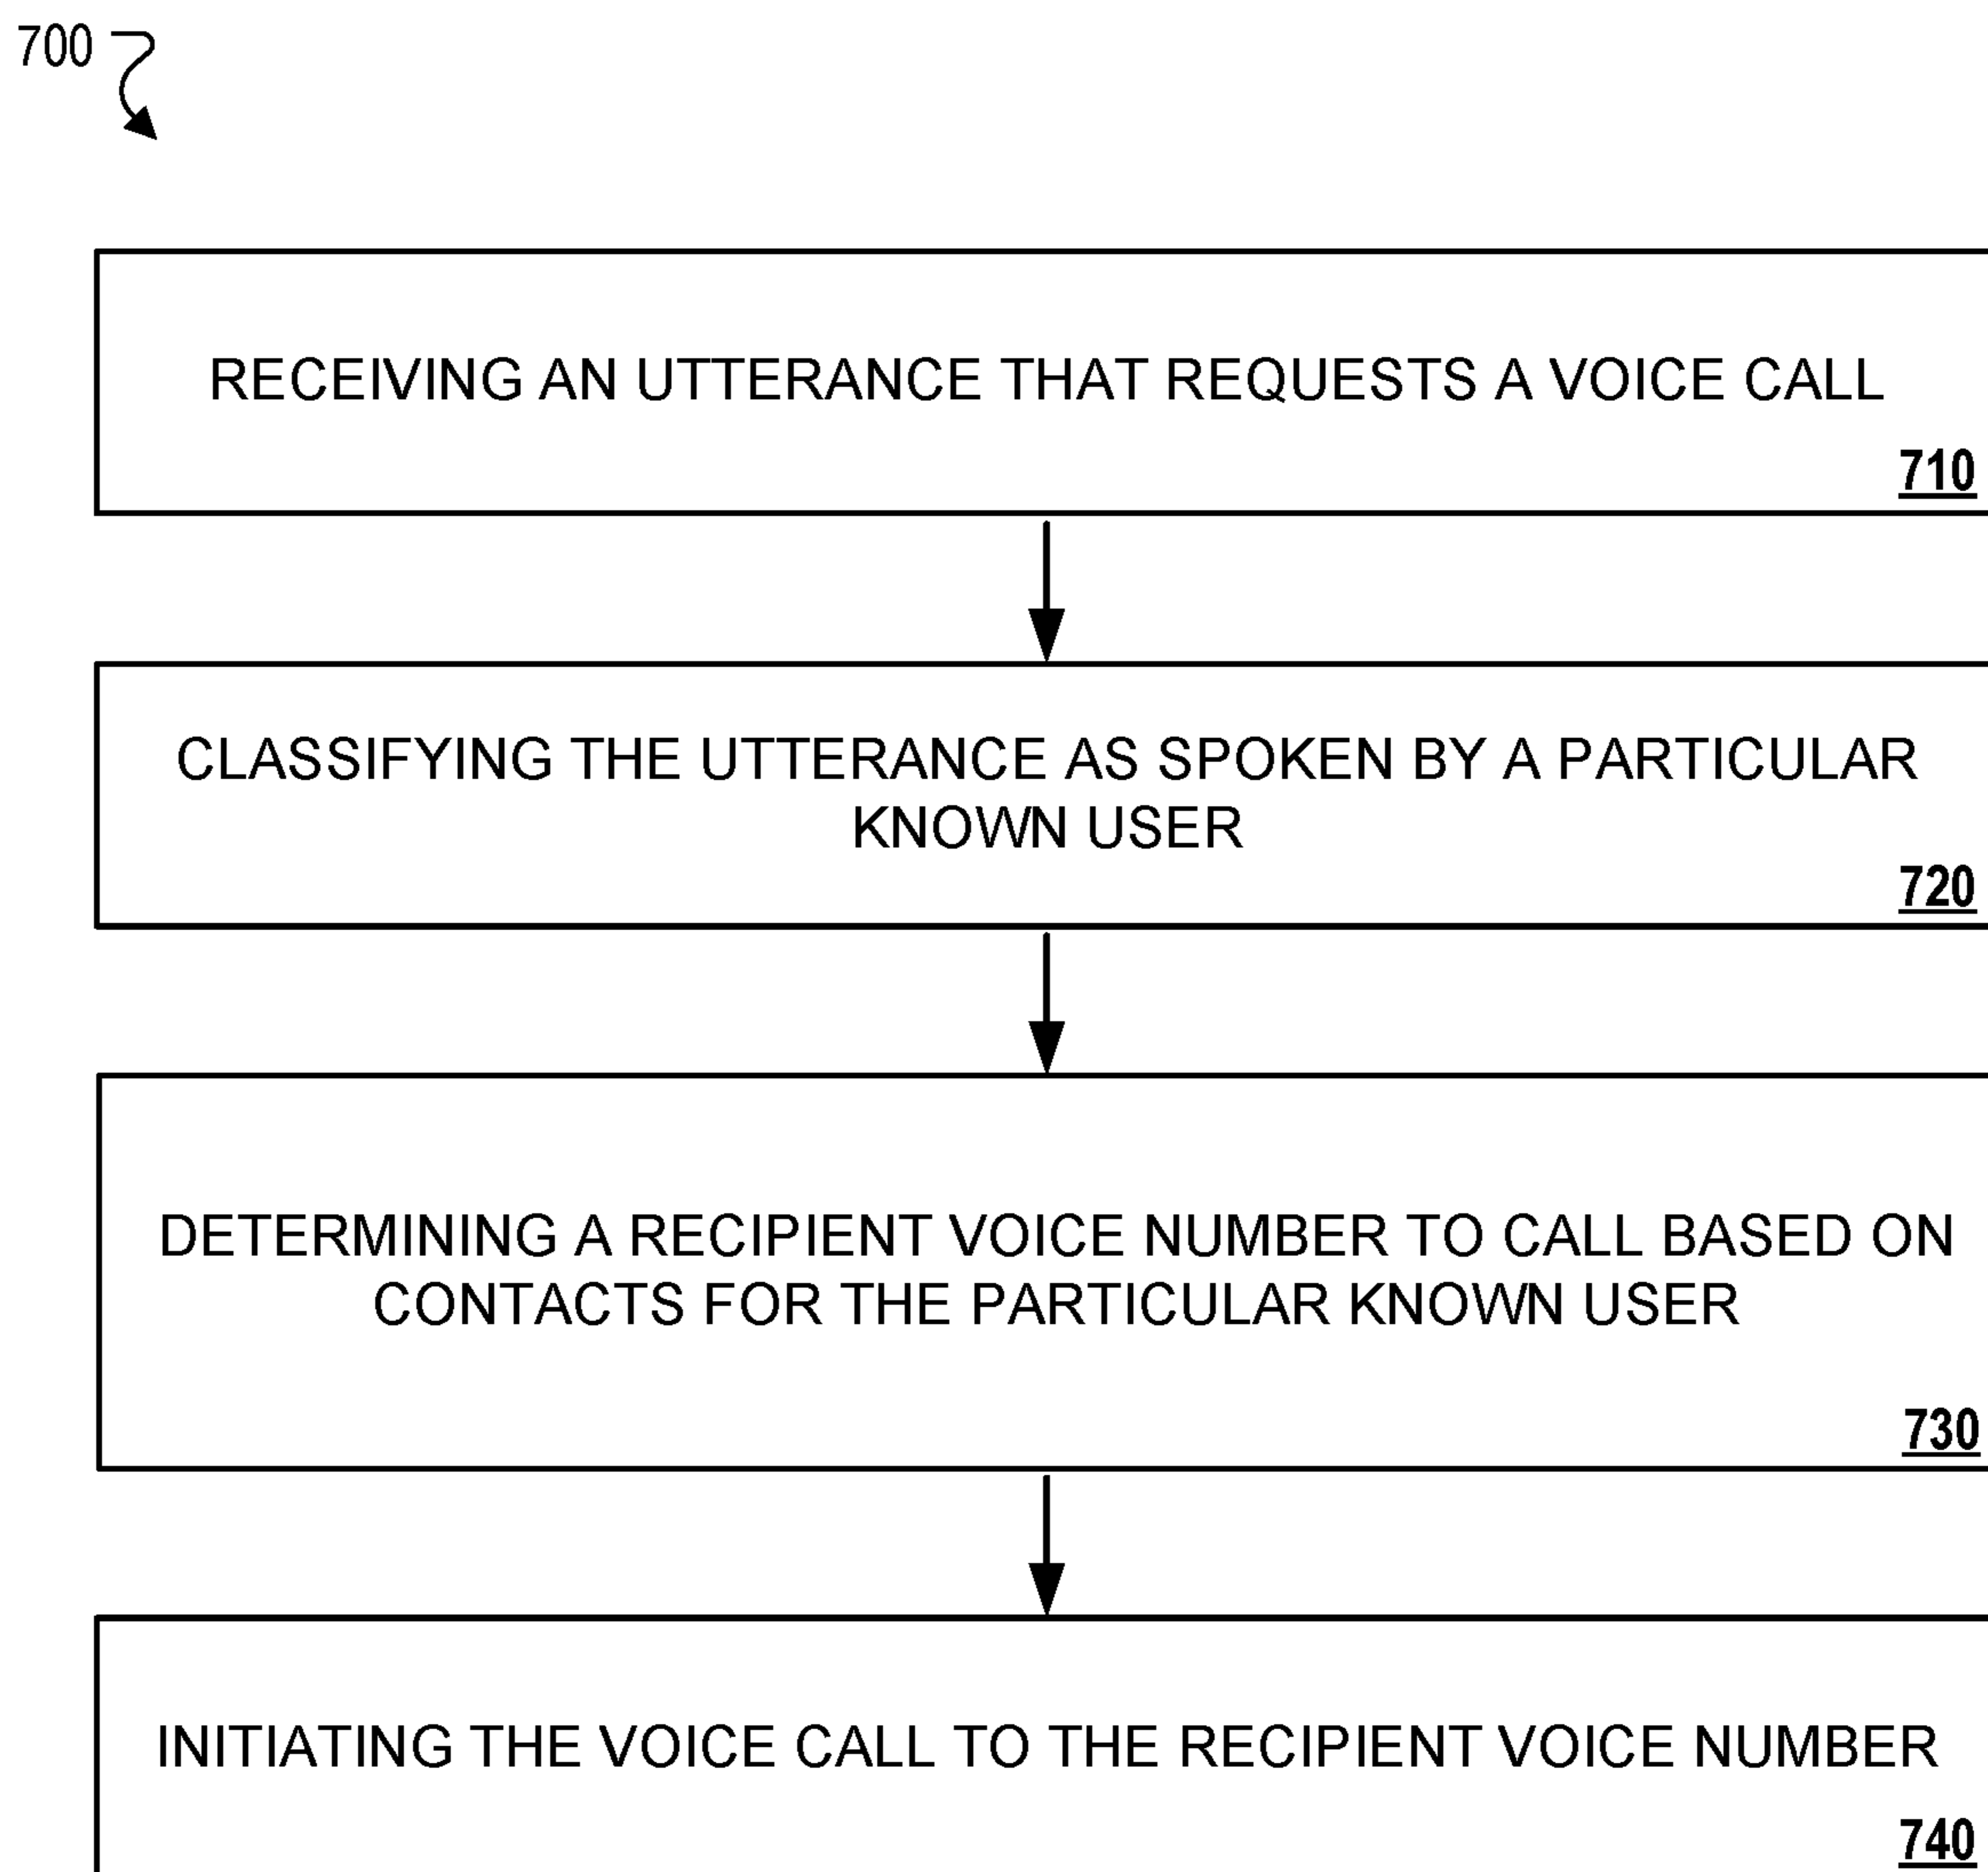 700
RECEIVING AN UTTERANCE THAT REQUESTS A VOICE CALL
710
CLASSIFYING THE UTTERANCE AS SPOKEN BY A PARTICULAR
KNOWN USER
720
DETERMINING A RECIPIENT VOICE NUMBER TO CALL BASED ON
CONTACTS FOR THE PARTICULAR KNOWN USER
730
INITIATING THE VOICE CALL TO THE RECIPIENT VOICE NUMBER
740